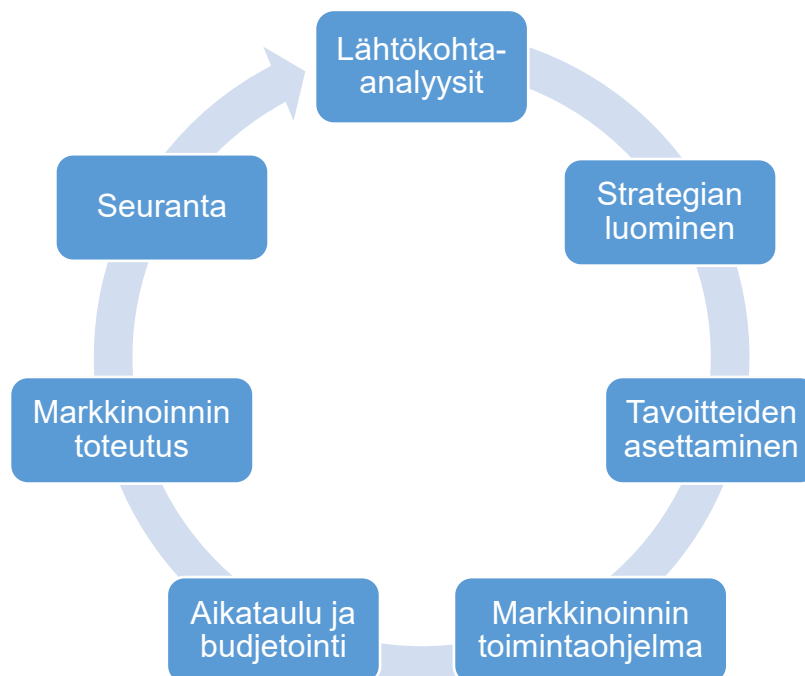 Lähtökohta-
analyysit
Strategian
luominen
Tavoitteiden
asettaminen
Markkinoinnin
toimintaohjelma
Aikataulu ja
budjetointi
Markkinoinnin
toteutus
Seuranta